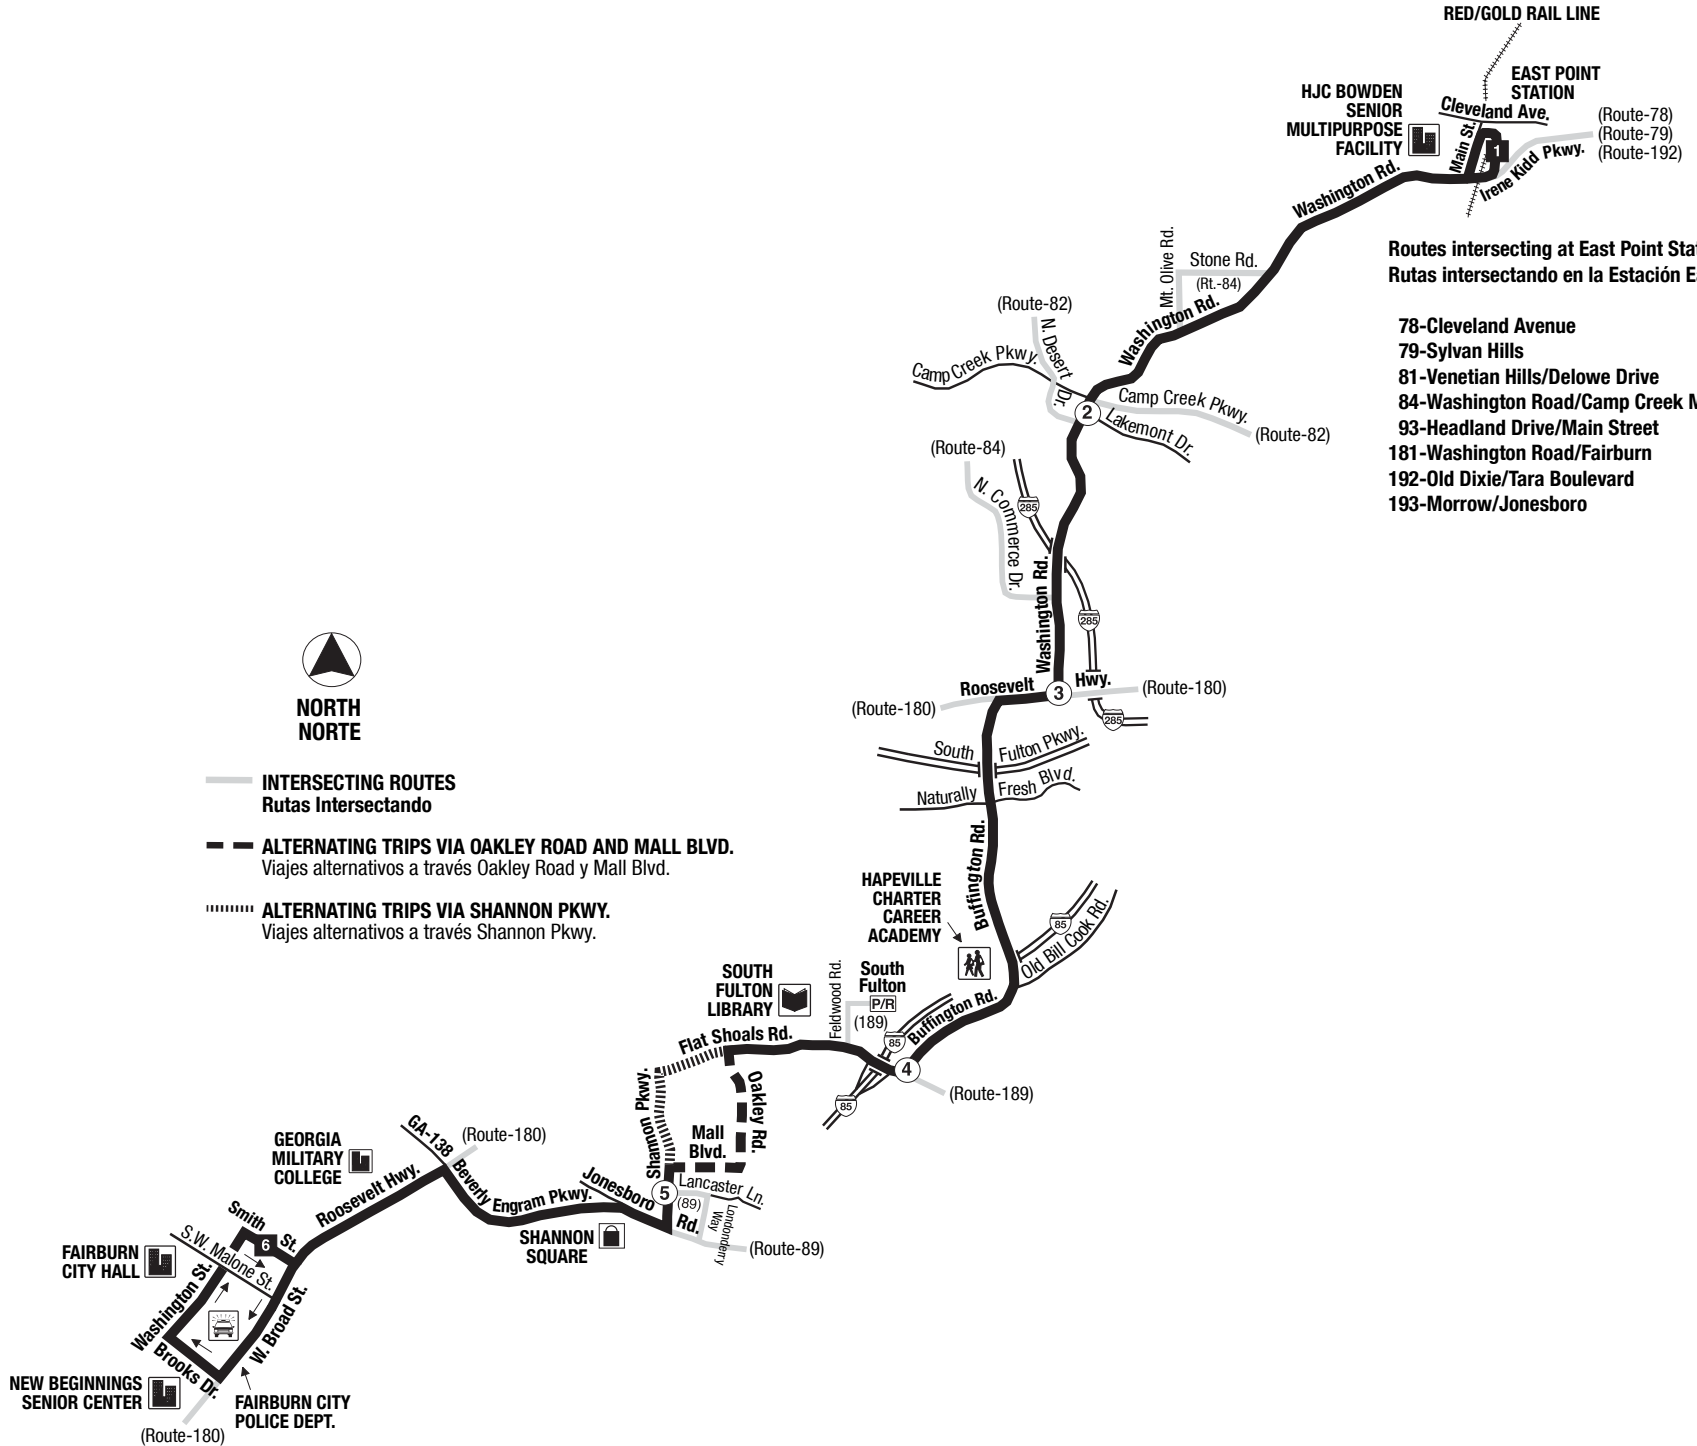 RED/GOLD RAIL LINE
EAST POINT
STATION
HJC BOWDEN
SENIOR
MULTIPURPOSE
FACILITY
Cleveland Ave.
Main St.
1
Irene Kidd Pkwy.
(Route-78)
(Route-79)
(Route-192)
Washington Rd.
Routes intersecting at East Point Sta
Rutas intersectando en la Estación E
78-Cleveland Avenue
79-Sylvan Hills
81-Venetian Hills/Delowe Drive
84-Washington Road/Camp Creek M
93-Headland Drive/Main Street
181-Washington Road/Fairburn
192-Old Dixie/Tara Boulevard
193-Morrow/Jonesboro
Mt. Olive Rd.
Stone Rd.
(Rt.-84)
Washington Rd.
(Route-82)
N. Desert Dr.
Camp Creek Pkwy.
2
Camp Creek Pkwy.
(Route-82)
Lakemont Dr.
(Route-84)
N. Commerce Dr.
285
Washington Rd.
285
Roosevelt
3
Hwy.
(Route-180)
(Route-180)
285
South
Fulton Pkwy.
Naturally
Fresh Blvd.
Buffington Rd.
NORTH
NORTE
INTERSECTING ROUTES
Rutas Intersectando
ALTERNATING TRIPS VIA OAKLEY ROAD AND MALL BLVD.
Viajes alternativos a través Oakley Road y Mall Blvd.
ALTERNATING TRIPS VIA SHANNON PKWY.
Viajes alternativos a través Shannon Pkwy.
HAPEVILLE
CHARTER
CAREER
ACADEMY
85
Old Bill Cook Rd.
SOUTH
FULTON
LIBRARY
Feldwood Rd.
South
Fulton
P/R
(189)
Buffington Rd.
85
Flat Shoals Rd.
4
(Route-189)
85
Shannon Pkwy.
Oakley Rd.
Mall
Blvd.
GA-138
(Route-180)
GEORGIA
MILITARY
COLLEGE
Roosevelt Hwy.
Beverly
Engram Pkwy.
Jonesboro
5
Lancaster Ln.
(89)
Rd.
Londonderry
Way
(Route-89)
SHANNON
SQUARE
Smith
St.
6
S.W. Malone St.
FAIRBURN
CITY HALL
Washington St.
W. Broad St.
Brooks Dr.
NEW BEGINNINGS
SENIOR CENTER
FAIRBURN CITY
POLICE DEPT.
(Route-180)